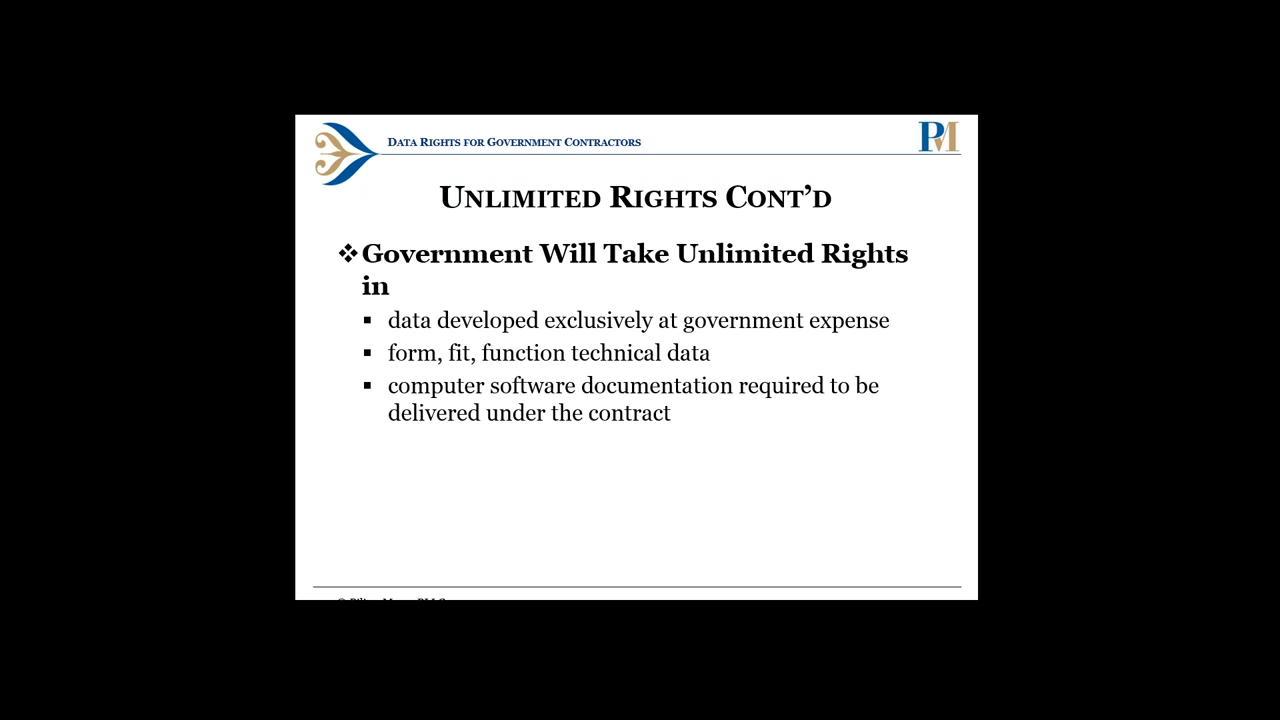 Data Rights for Government Contractors
PM
Unlimited Rights Cont’d
❖Government Will Take Unlimited Rights
in
▪ data developed exclusively at government expense
▪ form, fit, function technical data
▪ computer software documentation required to be
delivered under the contract